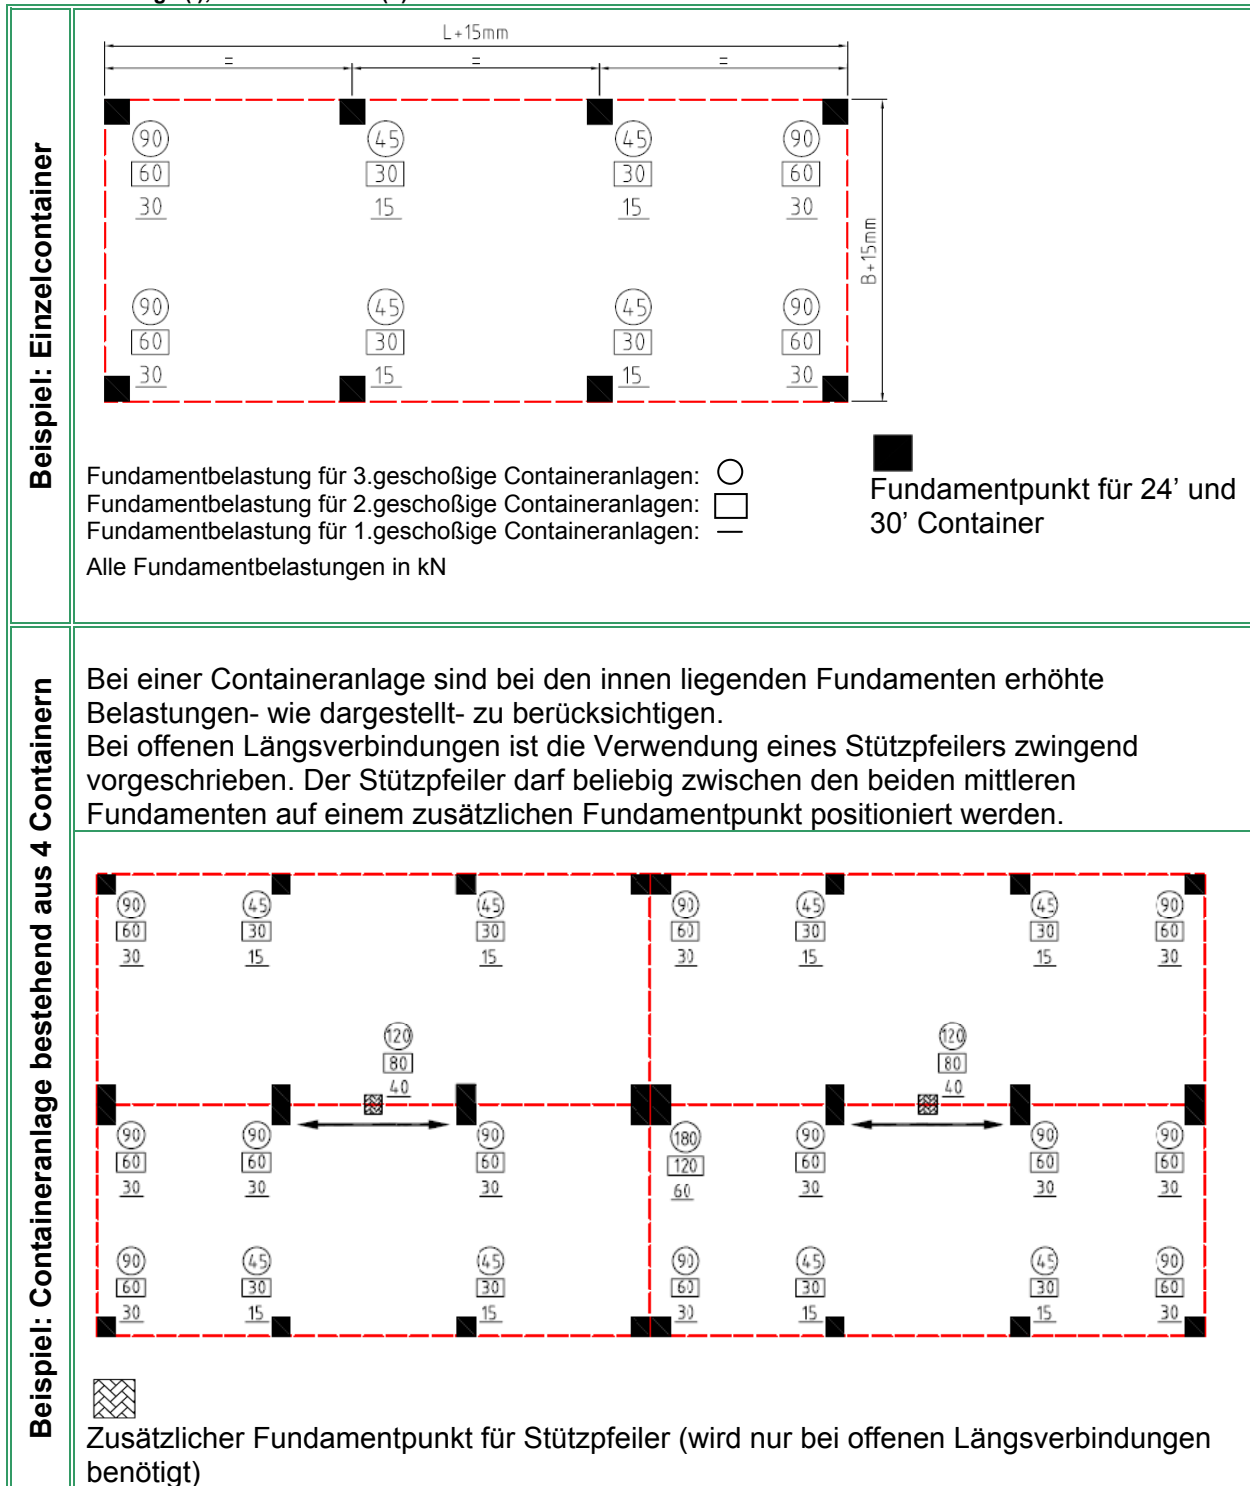 L+15mm
= = =
90 45 45 90
60 30 30 60
30 15 15 30
B+15mm
90 45 45 90
60 30 30 60
30 15 15 30
Beispiel: Einzelcontainer
Fundamentbelastung für 3.geschoßige Containeranlagen:
Fundamentbelastung für 2.geschoßige Containeranlagen:
Fundamentbelastung für 1.geschoßige Containeranlagen:
Alle Fundamentbelastungen in kN
Fundamentpunkt für 24’ und
30’ Container
Beispiel: Containeranlage bestehend aus 4 Containern
Bei einer Containeranlage sind bei den innen liegenden Fundamenten erhöhte
Belastungen- wie dargestellt- zu berücksichtigen.
Bei offenen Längsverbindungen ist die Verwendung eines Stützpfeilers zwingend
vorgeschrieben. Der Stützpfeiler darf beliebig zwischen den beiden mittleren
Fundamenten auf einem zusätzlichen Fundamentpunkt positioniert werden.
90 45 45 90 45 45 90
60 30 30 60 30 30 60
30 15 15 30 15 15 30
120 120
80 80
40 40
90 90 90 180 90 90 90
60 60 60 120 60 60 60
30 30 30 60 30 30 30
90 45 45 90 45 45 90
60 30 30 60 30 30 60
30 15 15 30 15 15 30
Zusätzlicher Fundamentpunkt für Stützpfeiler (wird nur bei offenen Längsverbindungen
benötigt)